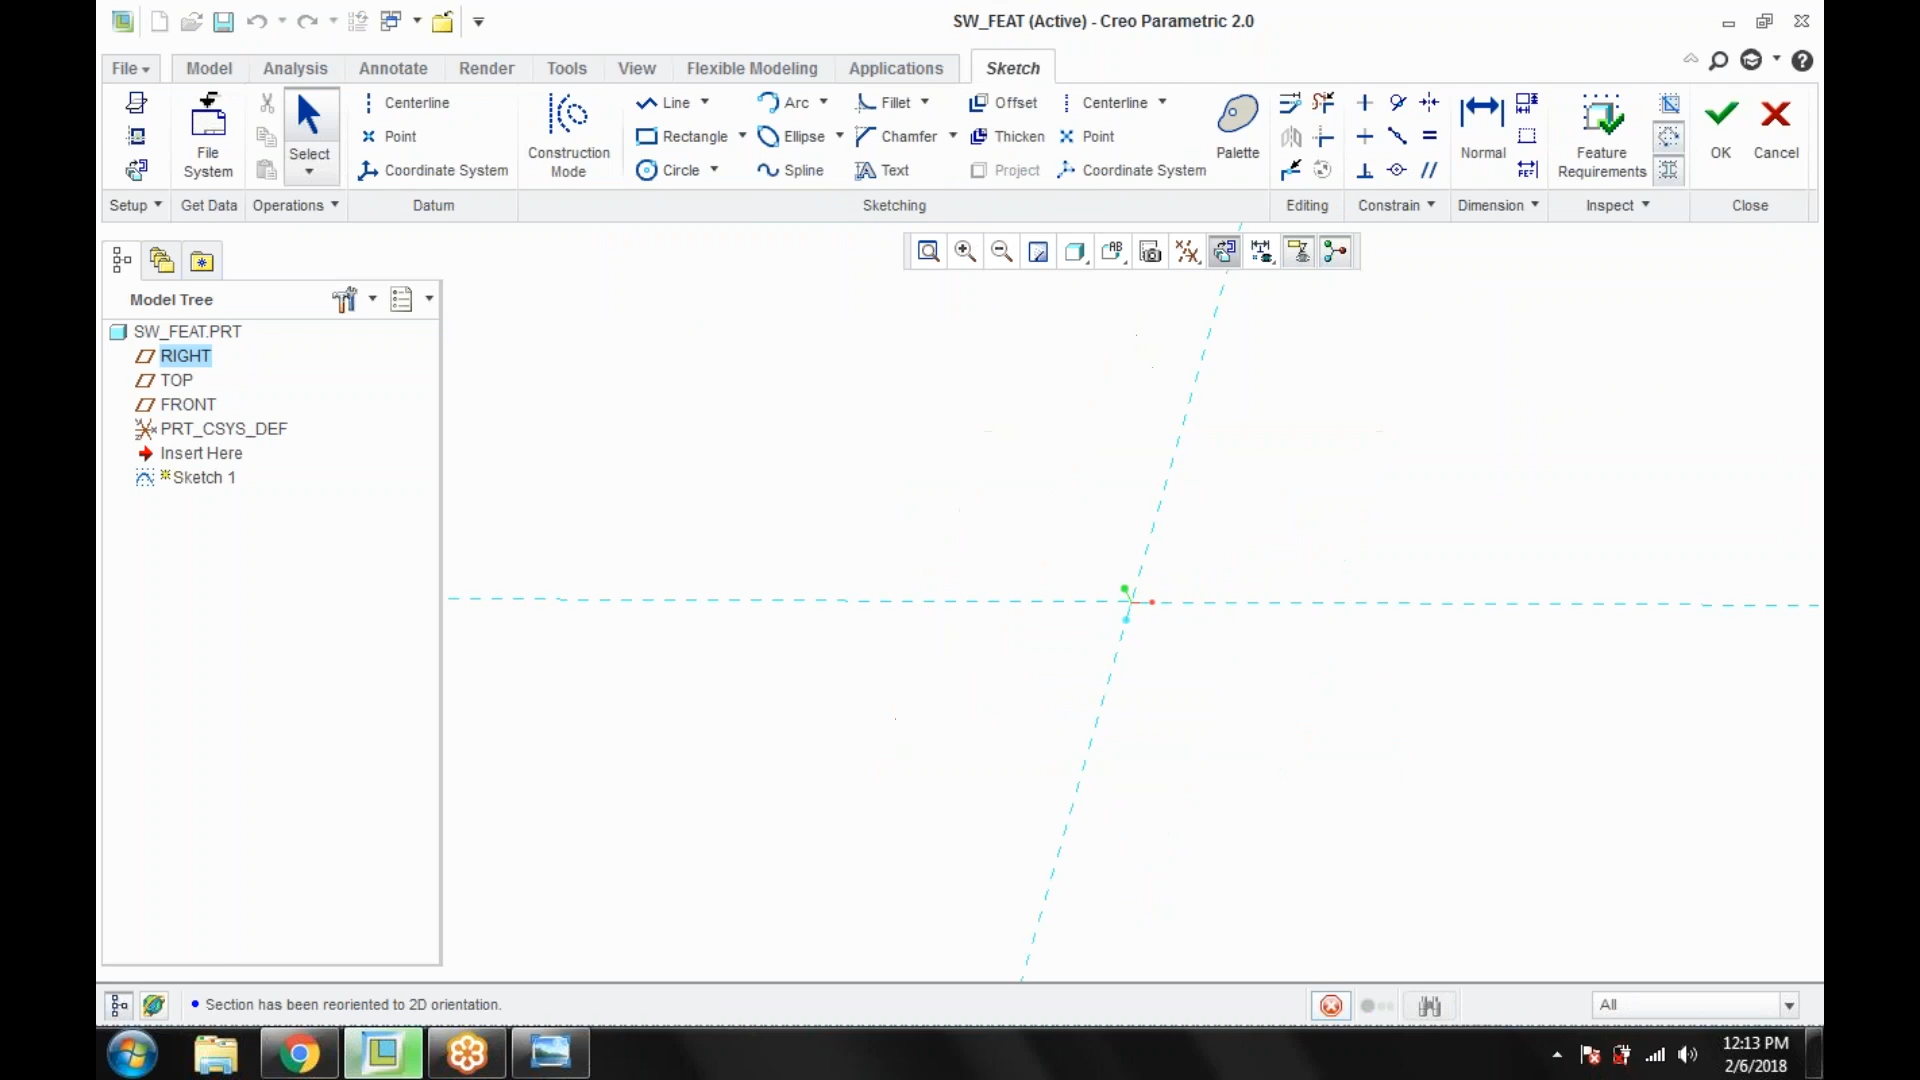 SW_FEAT (Active) - Creo Parametric 2.0
File Model Analysis Annotate Render Tools View Flexible Modeling Applications Sketch
Centerline
Point
Coordinate System
File System
Select
Construction Mode
Line Arc Fillet Offset Centerline
Rectangle Ellipse Chamfer Thicken Point
Circle Spline Text Project Coordinate System
Palette
Normal
Feature Requirements
OK
Cancel
Setup Get Data Operations Datum Sketching Editing Constrain Dimension Inspect Close
Model Tree
SW_FEAT.PRT
RIGHT
TOP
FRONT
PRT_CSYS_DEF
Insert Here
Sketch 1
Section has been reoriented to 2D orientation.
All
12:13 PM
2/6/2018